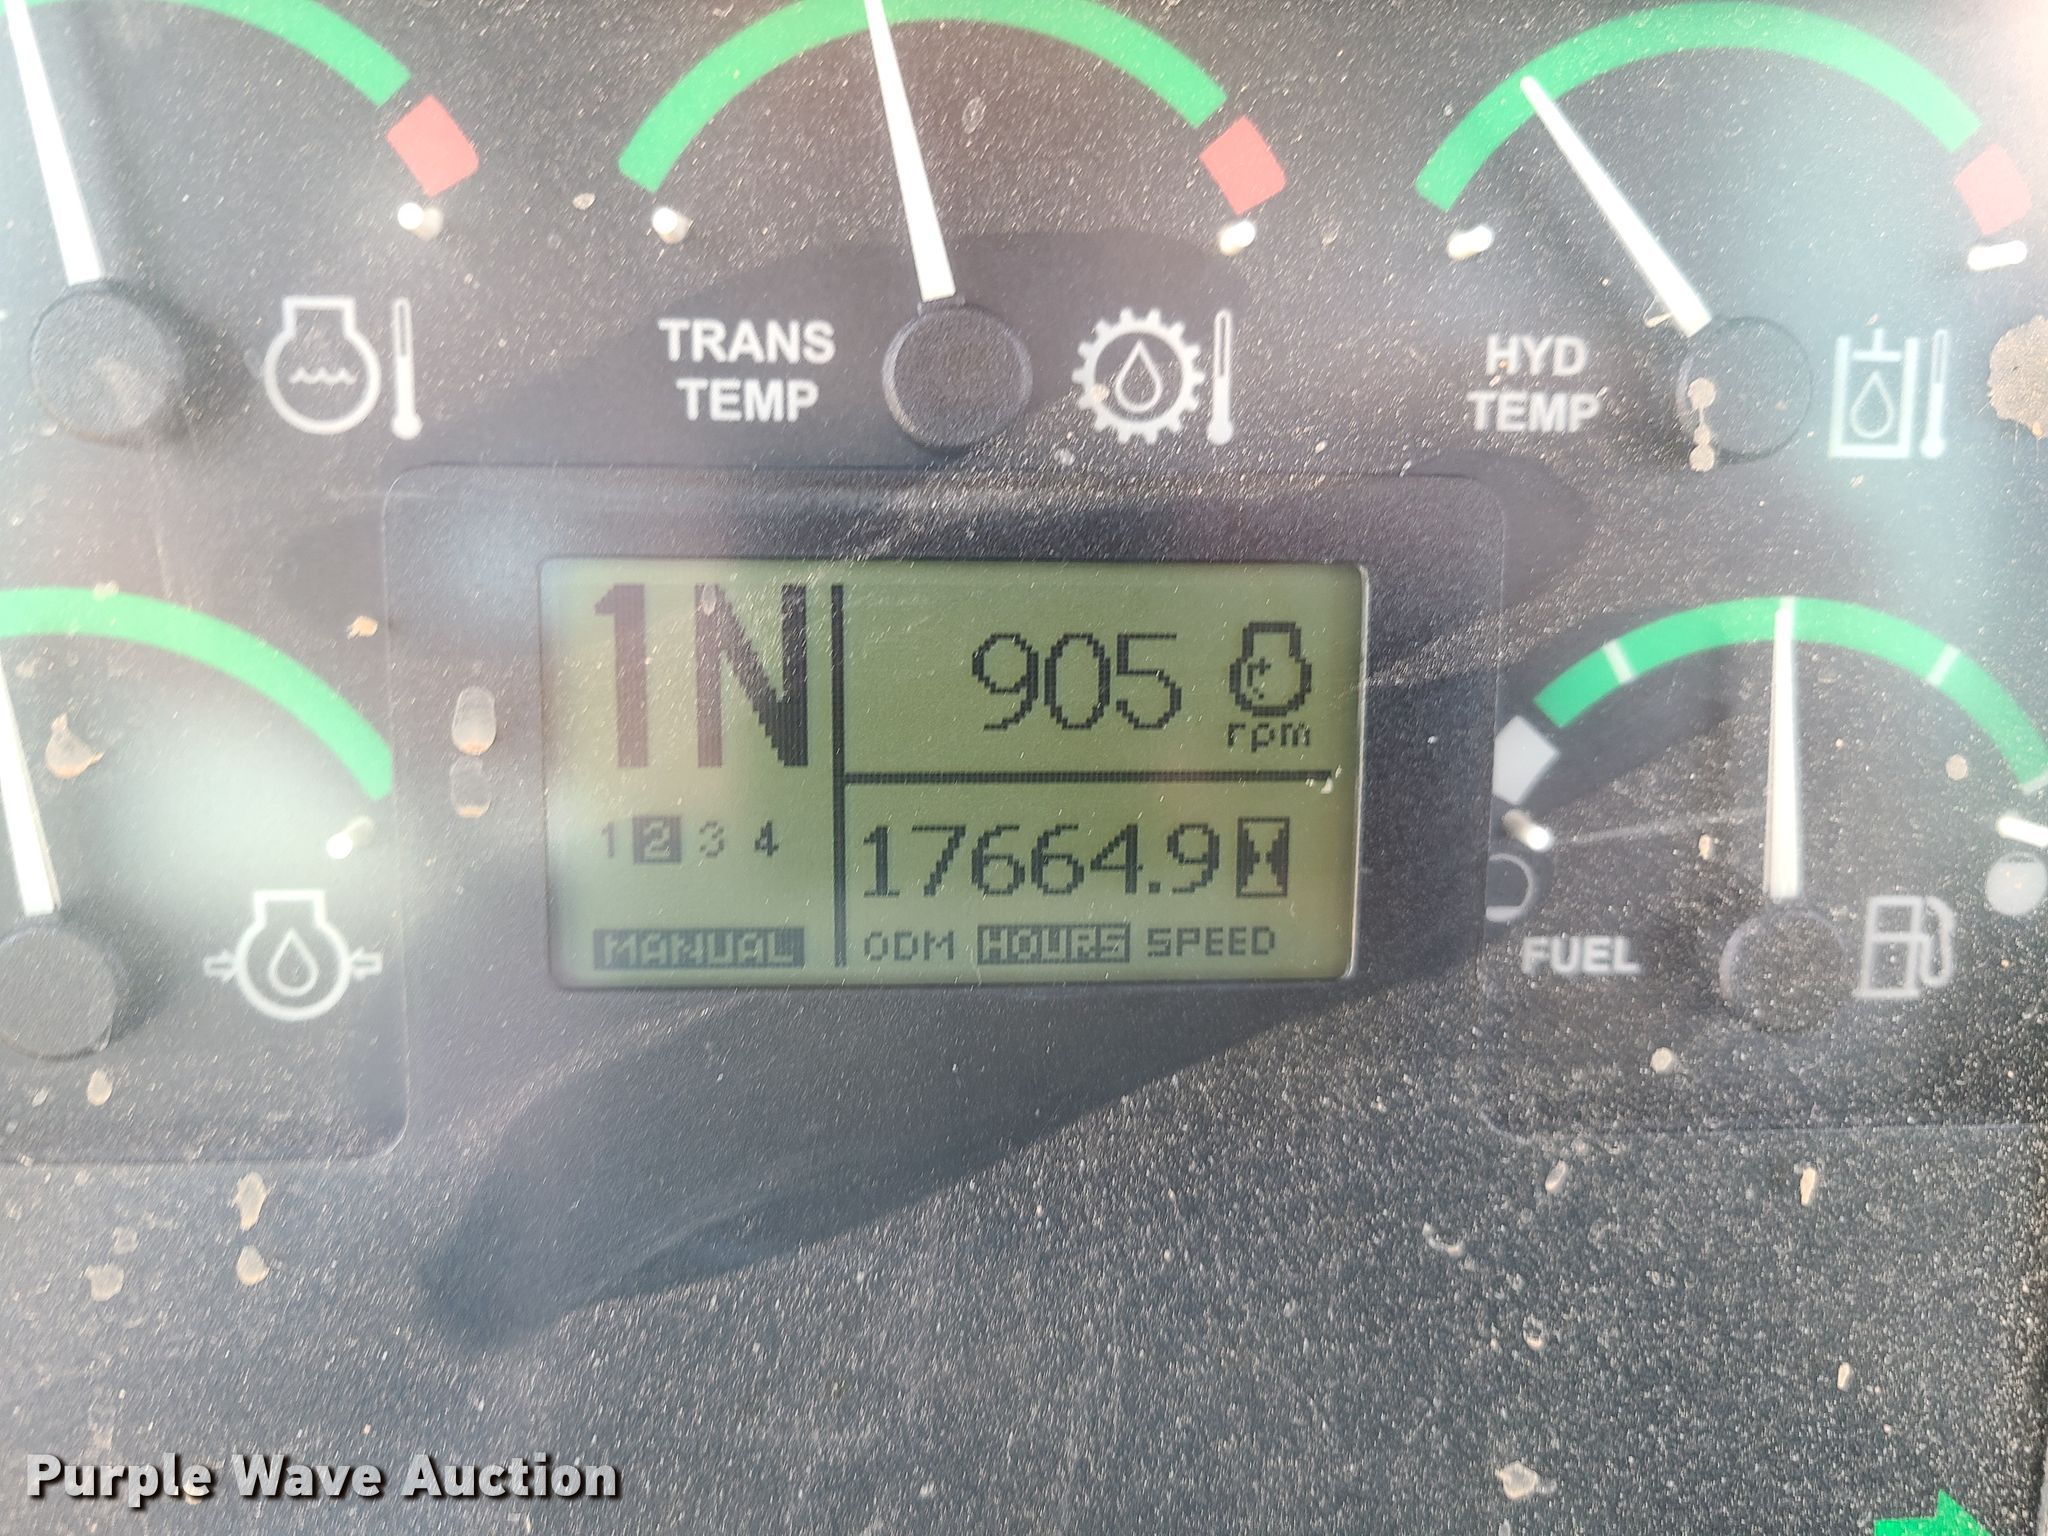 TRANS
TEMP
HYD
TEMP
1N
905
rpm
1 2 3 4
17664.9
MANUAL
ODM HOURS SPEED
FUEL
Purple Wave Auction